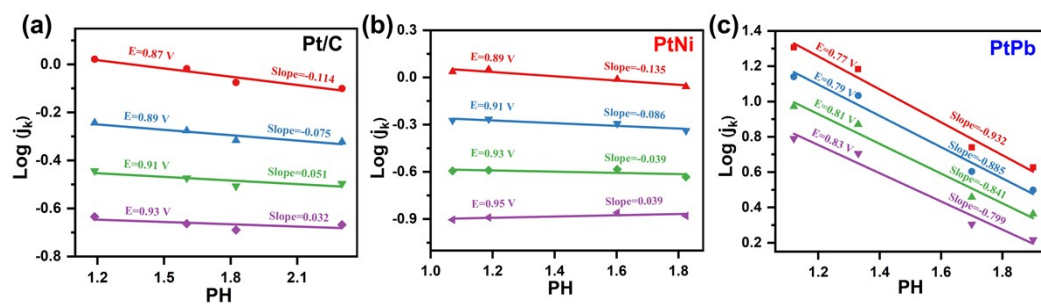 (a)
Pt/C
E=0.87 V
Slope=-0.114
E=0.89 V
Slope=-0.075
E=0.91 V
Slope=0.051
E=0.93 V
Slope=0.032
Log (jk)
0.0
-0.2
-0.4
-0.6
-0.8
1.2 1.5 1.8 2.1
PH
(b)
PtNi
E=0.89 V
Slope=-0.135
E=0.91 V
Slope=-0.086
E=0.93 V
Slope=-0.039
E=0.95 V
Slope=0.039
Log (jk)
0.3
0.0
-0.3
-0.6
-0.9
1.0 1.2 1.4 1.6 1.8
PH
(c)
PtPb
E=0.77 V
E=0.79 V
E=0.81 V
E=0.83 V
Slope=-0.932
Slope=-0.885
Slope=-0.841
Slope=-0.799
Log (jk)
1.4
1.2
1.0
0.8
0.6
0.4
0.2
1.2 1.4 1.6 1.8
PH